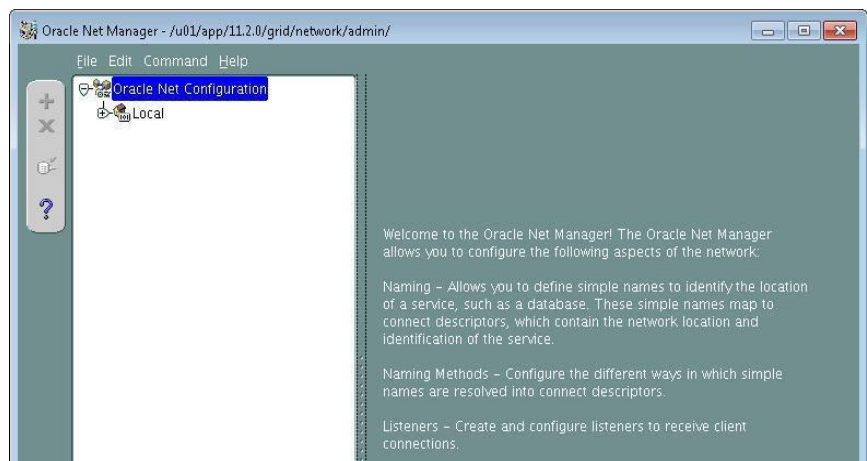 Oracle Net Manager - /u01/app/11.2.0/grid/network/admin/
File Edit Command Help
Oracle Net Configuration
Local
Welcome to the Oracle Net Manager! The Oracle Net Manager
allows you to configure the following aspects of the network:
Naming – Allows you to define simple names to identify the location
of a service, such as a database. These simple names map to
connect descriptors, which contain the network location and
identification of the service.
Naming Methods – Configure the different ways in which simple
names are resolved into connect descriptors.
Listeners – Create and configure listeners to receive client
connections.